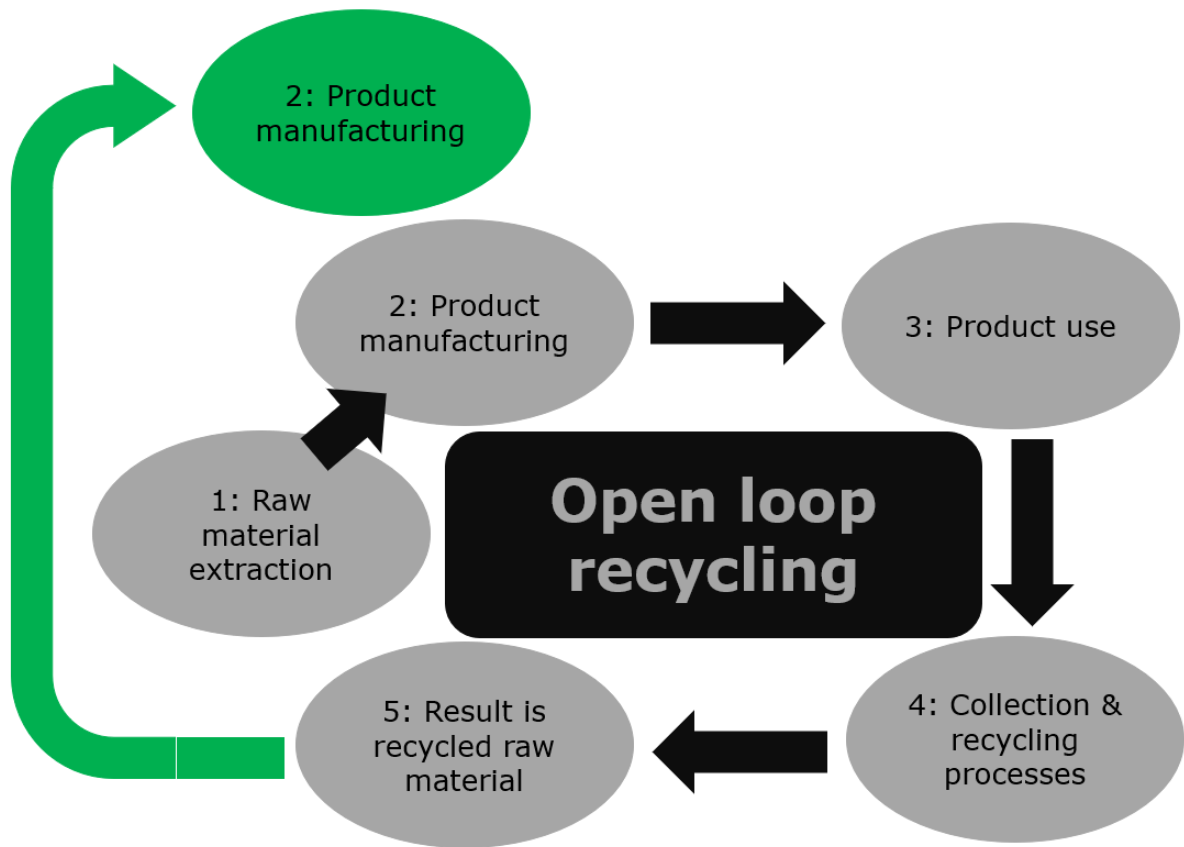 2: Product
manufacturing
2: Product
manufacturing
3: Product use
1: Raw
material
extraction
Open loop
recycling
5: Result is
recycled raw
material
4: Collection &
recycling
processes